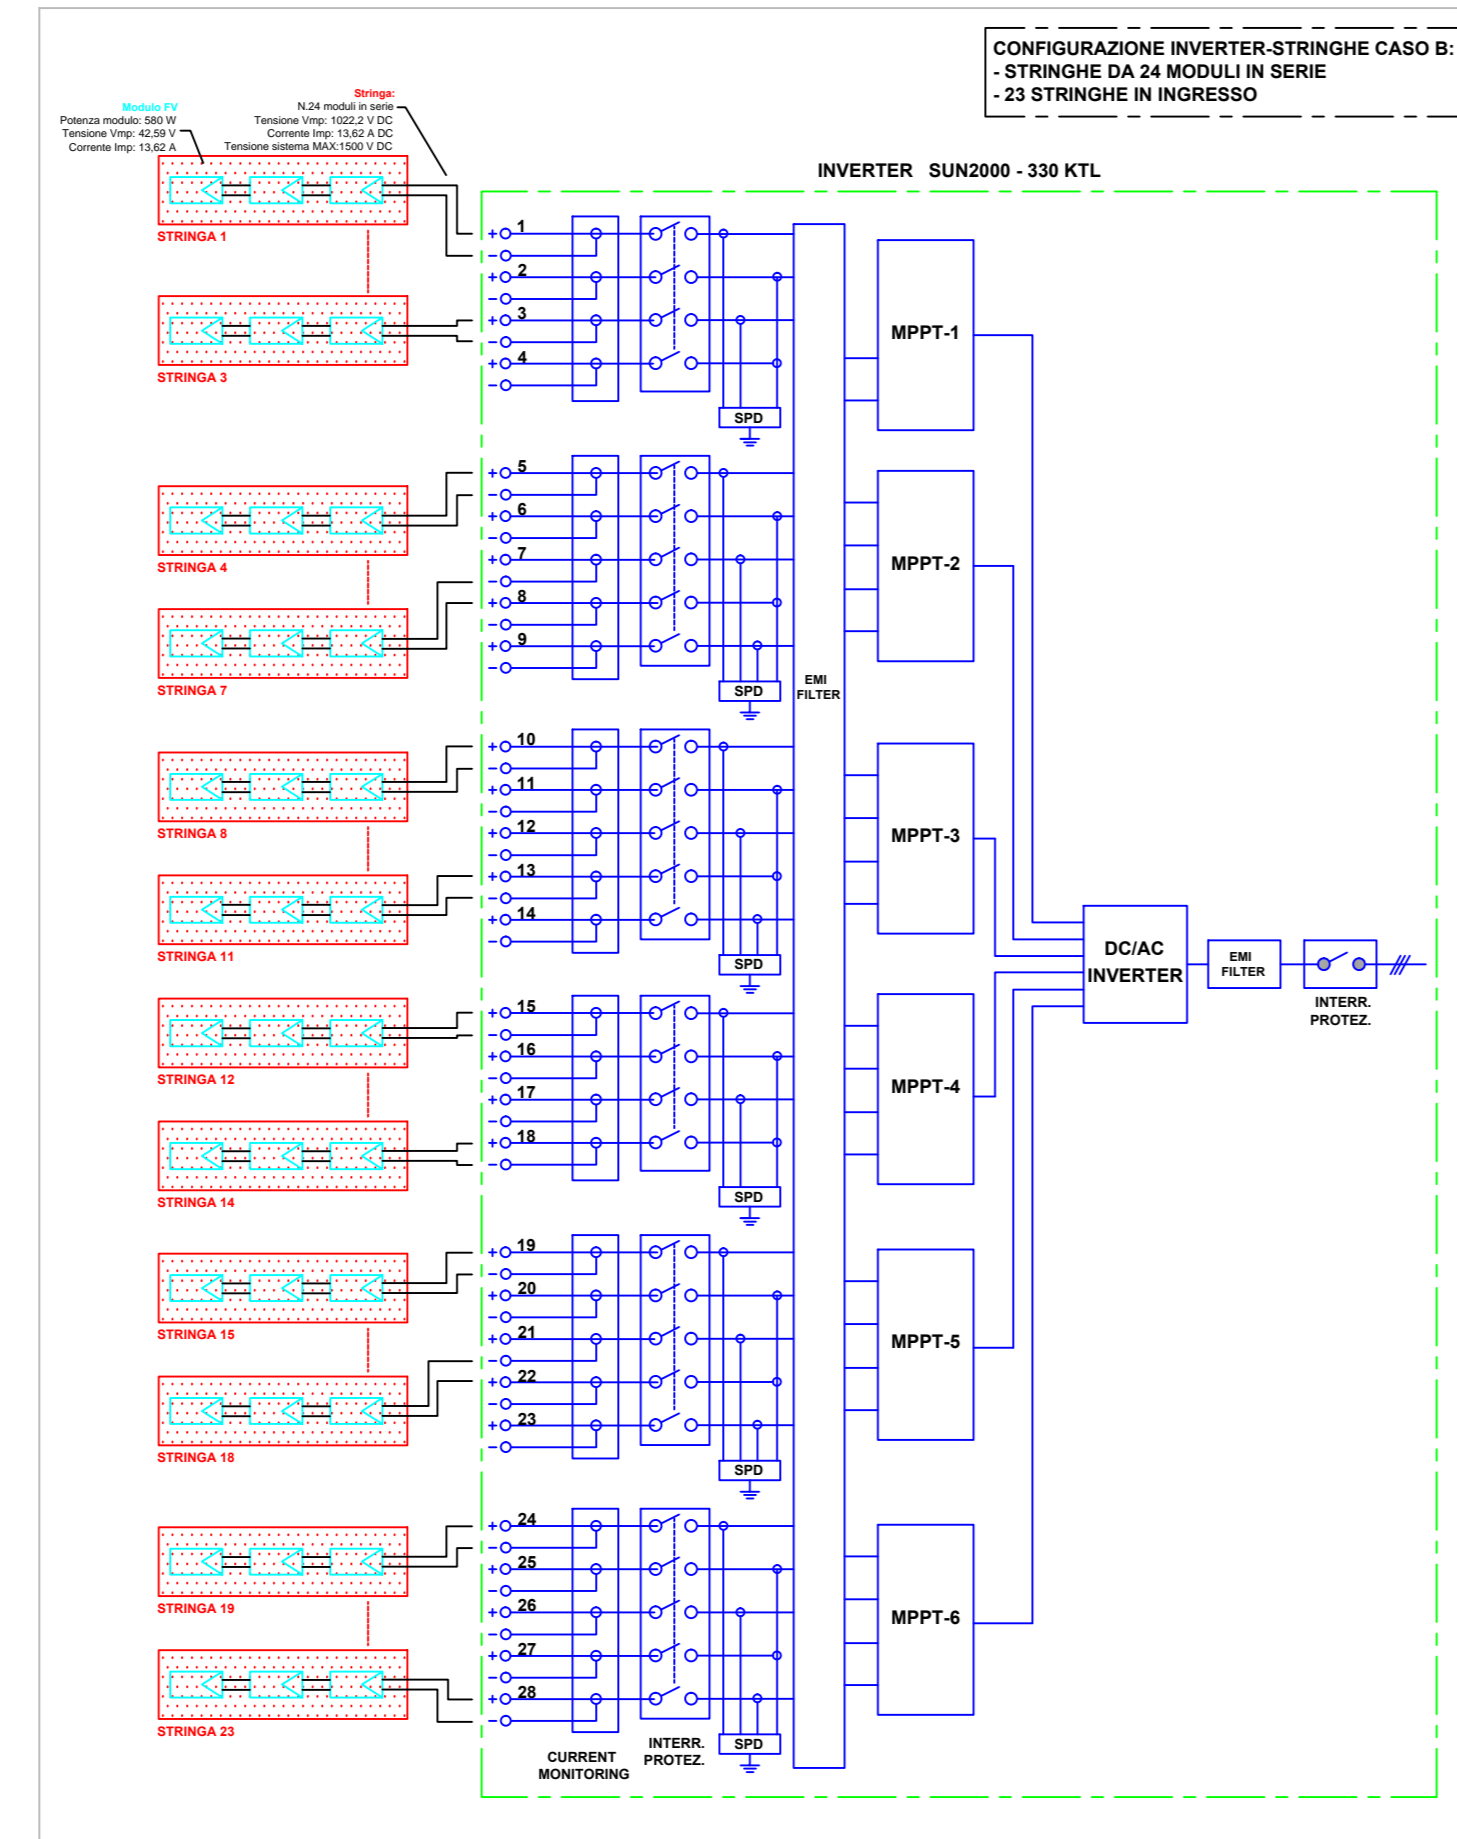 CONFIGURAZIONE INVERTER-STRINGHE CASO B:
- STRINGHE DA 24 MODULI IN SERIE
- 23 STRINGHE IN INGRESSO
Modulo FV
Potenza modulo: 580 W
Tensione Vmp: 42,59 V
Corrente Imp: 13,62 A
Stringa:
N.24 moduli in serie
Tensione Vmp: 1022,2 V DC
Corrente Imp: 13,62 A DC
Tensione sistema MAX:1500 V DC
INVERTER SUN2000 - 330 KTL
STRINGA 1
STRINGA 3
+ 1
-
+ 2
-
+ 3
-
+ 4
-
SPD
MPPT-1
STRINGA 4
STRINGA 7
+ 5
-
+ 6
-
+ 7
-
+ 8
-
+ 9
-
SPD
EMI
FILTER
MPPT-2
STRINGA 8
STRINGA 11
+ 10
-
+ 11
-
+ 12
-
+ 13
-
+ 14
-
SPD
MPPT-3
DC/AC
INVERTER
EMI
FILTER
INTERR.
PROTEZ.
STRINGA 12
STRINGA 14
+ 15
-
+ 16
-
+ 17
-
+ 18
-
SPD
MPPT-4
STRINGA 15
STRINGA 18
+ 19
-
+ 20
-
+ 21
-
+ 22
-
+ 23
-
SPD
MPPT-5
STRINGA 19
STRINGA 23
+ 24
-
+ 25
-
+ 26
-
+ 27
-
+ 28
-
SPD
MPPT-6
CURRENT
MONITORING
INTERR.
PROTEZ.